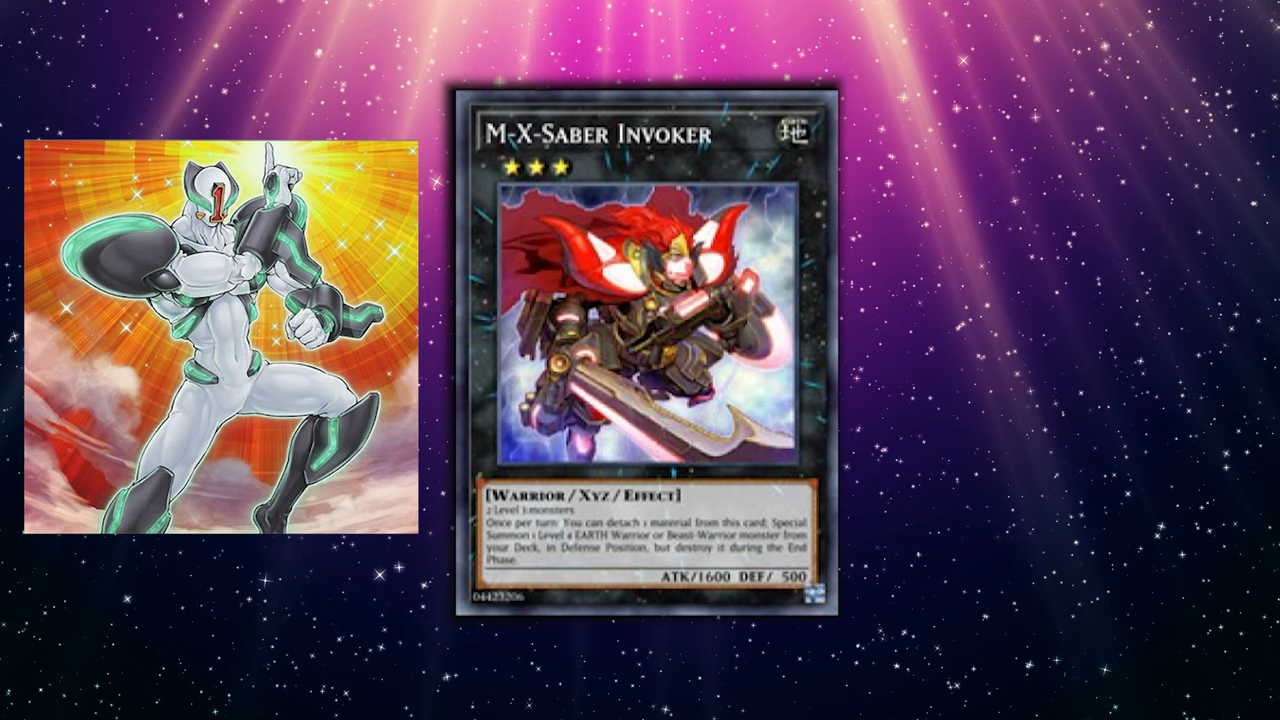 1
M-X-Saber Invoker
[Warrior/Xyz/Effect]
2 Level 3 monsters
Once per turn: You can detach 1 material from this card; Special
Summon 1 Level 4 EARTH Warrior or Beast-Warrior monster from
your Deck, in Defense Position, but destroy it during the End
Phase.
ATK/1600 DEF/ 500
04423206